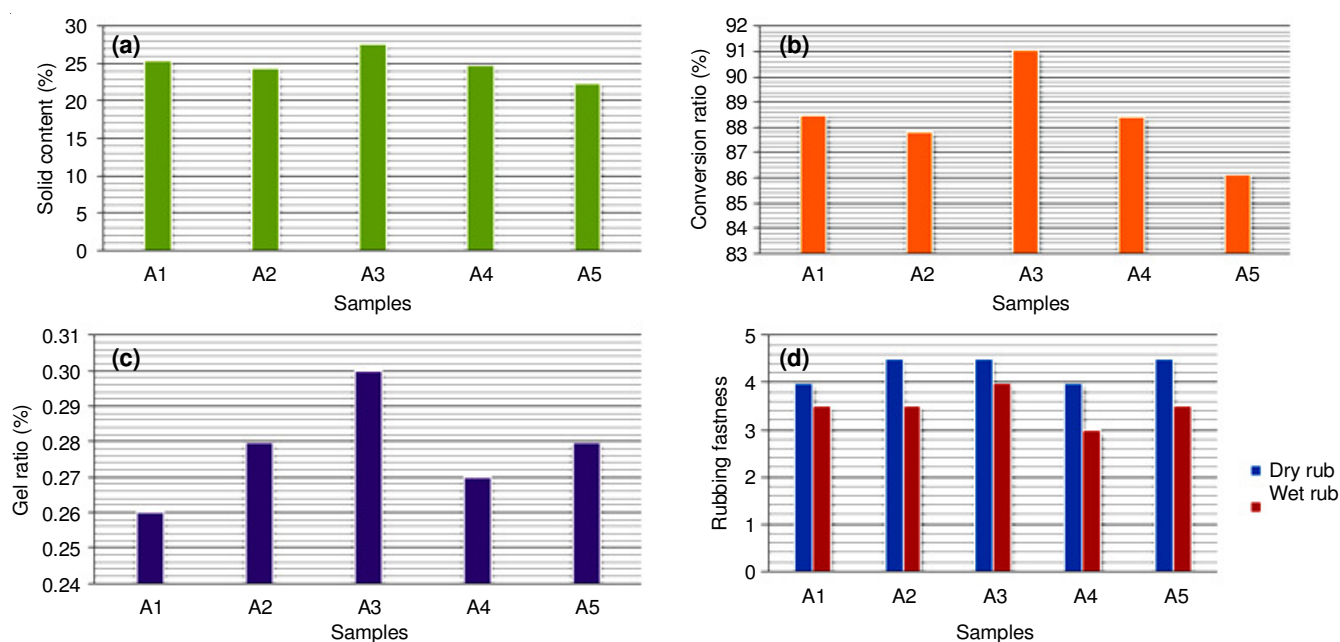 (a)
Solid content (%)
30
25
20
15
10
5
0
A1 A2 A3 A4 A5
Samples
(b)
Conversion ratio (%)
92
91
90
89
88
87
86
85
84
83
A1 A2 A3 A4 A5
Samples
(c)
Gel ratio (%)
0.31
0.30
0.29
0.28
0.27
0.26
0.25
0.24
A1 A2 A3 A4 A5
Samples
(d)
Rubbing fastness
5
4
3
2
1
0
A1 A2 A3 A4 A5
Samples
Dry rub
Wet rub